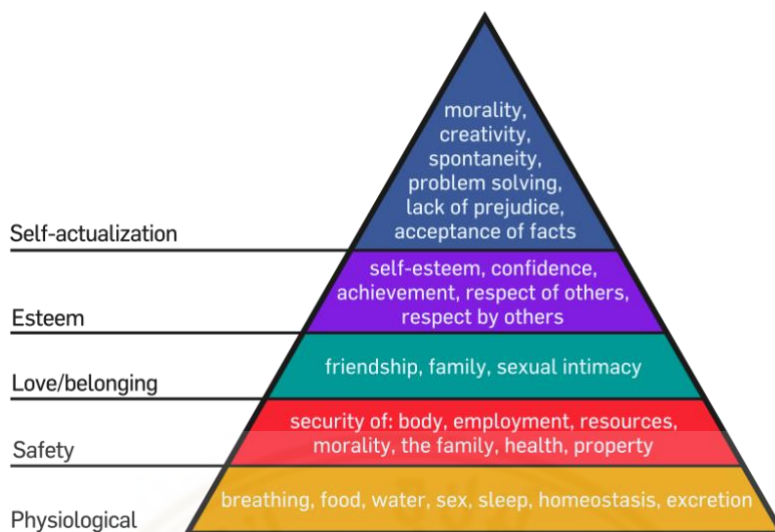 morality,
creativity,
spontaneity,
problem solving,
lack of prejudice,
acceptance of facts
Self-actualization
self-esteem, confidence,
achievement, respect of others,
respect by others
Esteem
friendship, family, sexual intimacy
Love/belonging
security of: body, employment, resources,
morality, the family, health, property
Safety
breathing, food, water, sex, sleep, homeostasis, excretion
Physiological